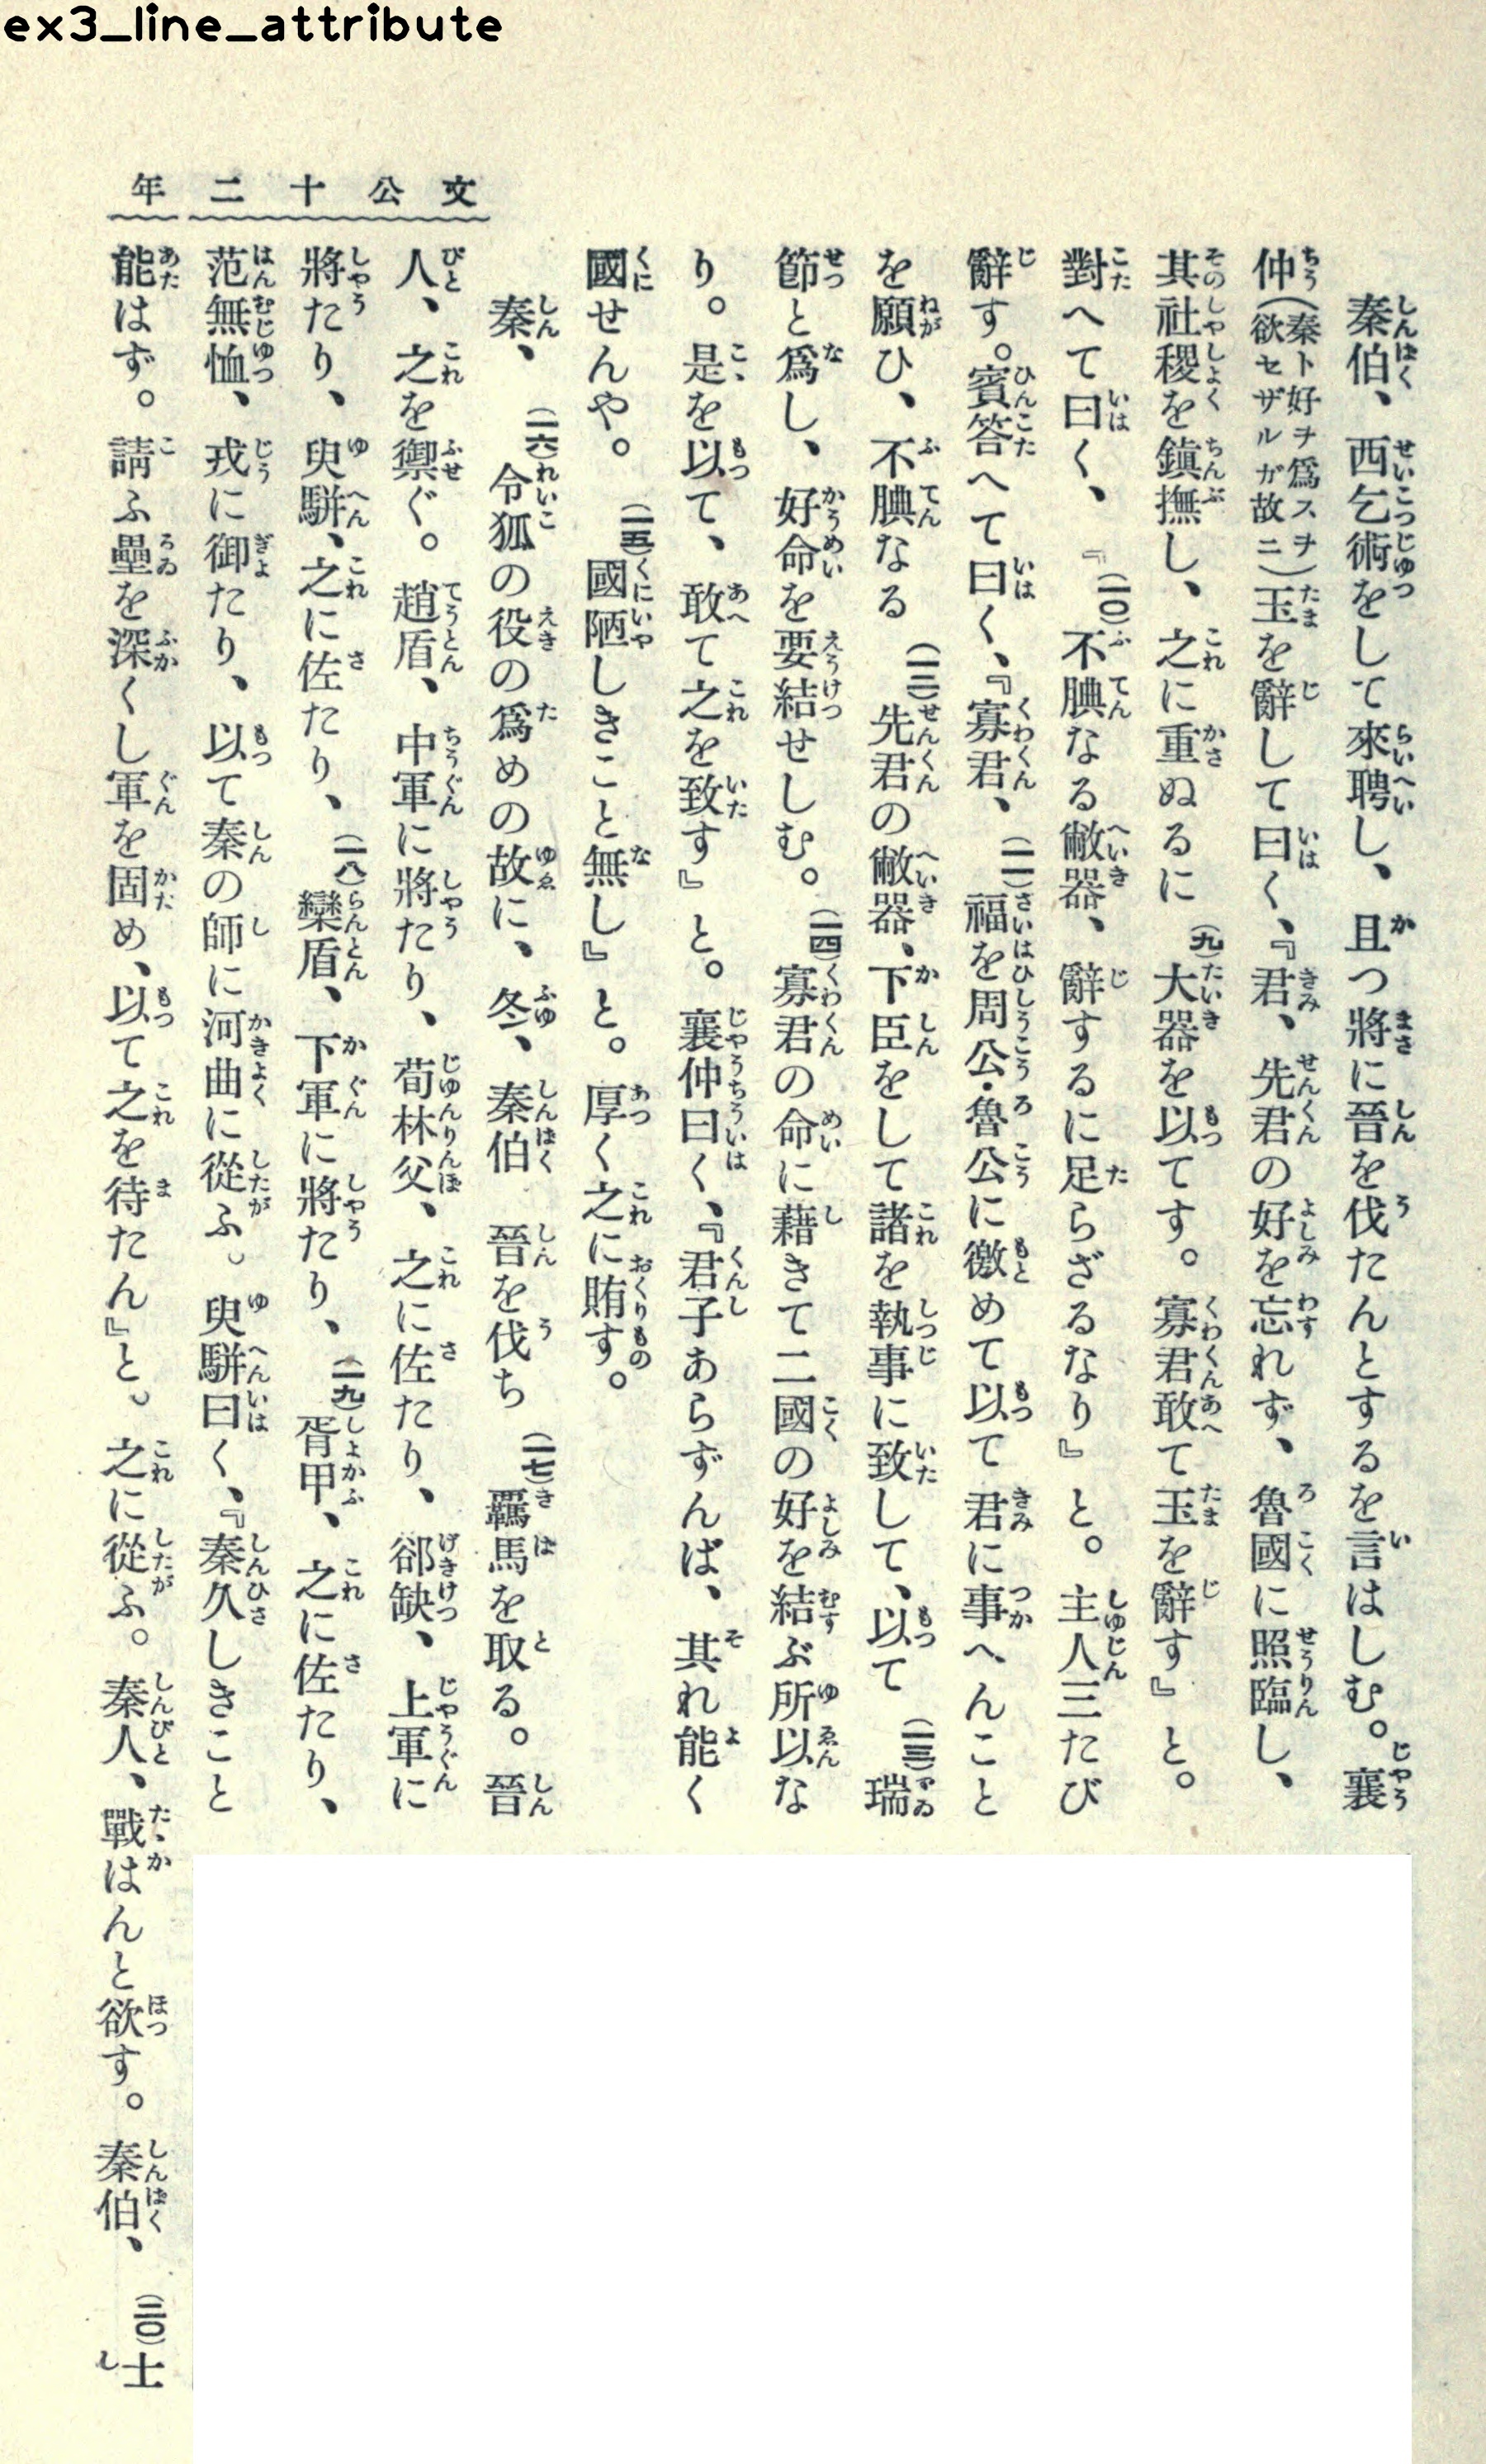 ex3_line_attribute
文公十二年
秦伯、西乞術をして來聘し、且つ將に晉を伐たんとするを言はしむ。襄
仲(秦ト好ヲ爲スヲ欲セザルガ故ニ)玉を辭して曰く、『君、先君の好を忘れず、魯國に照臨し、
其社稷を鎭撫し、之に重ぬるに(九)大器を以てす。寡君敢て玉を辭す』と。
對へて曰く、『(一〇)不腆なる敝器、辭するに足らざるなり』と。主人三たび
辭す。賓答へて曰く、『寡君、(一一)福を周公・魯公に徼めて以て君に事へんこと
を願ひ、不腆なる(一二)先君の敝器、下臣をして諸を執事に致して、以て(一三)瑞
節と爲し、好命を要結せしむ。(一四)寡君の命に藉きて二國の好を結ぶ所以な
り。是を以て、敢て之を致す』と。襄仲曰く、『君子あらずんば、其れ能く
國せんや。(一五)國陋しきこと無し』と。厚く之に賄す。
秦、(一六)令狐の役の爲めの故に、冬、秦伯 晉を伐ち(一七)羈馬を取る。晉
人、之を禦ぐ。趙盾、中軍に將たり、荀林父、之に佐たり、郤缺、上軍に
將たり、臾駢、之に佐たり、(一八)欒盾、下軍に將たり、(一九)胥甲、之に佐たり、
范無恤、戎に御たり、以て秦の師に河曲に從ふ。臾駢曰く、『秦久しきこと
能はず。請ふ壘を深くし軍を固め、以て之を待たん』と。之に從ふ。秦人、戰はんと欲す。秦伯、(二〇)士